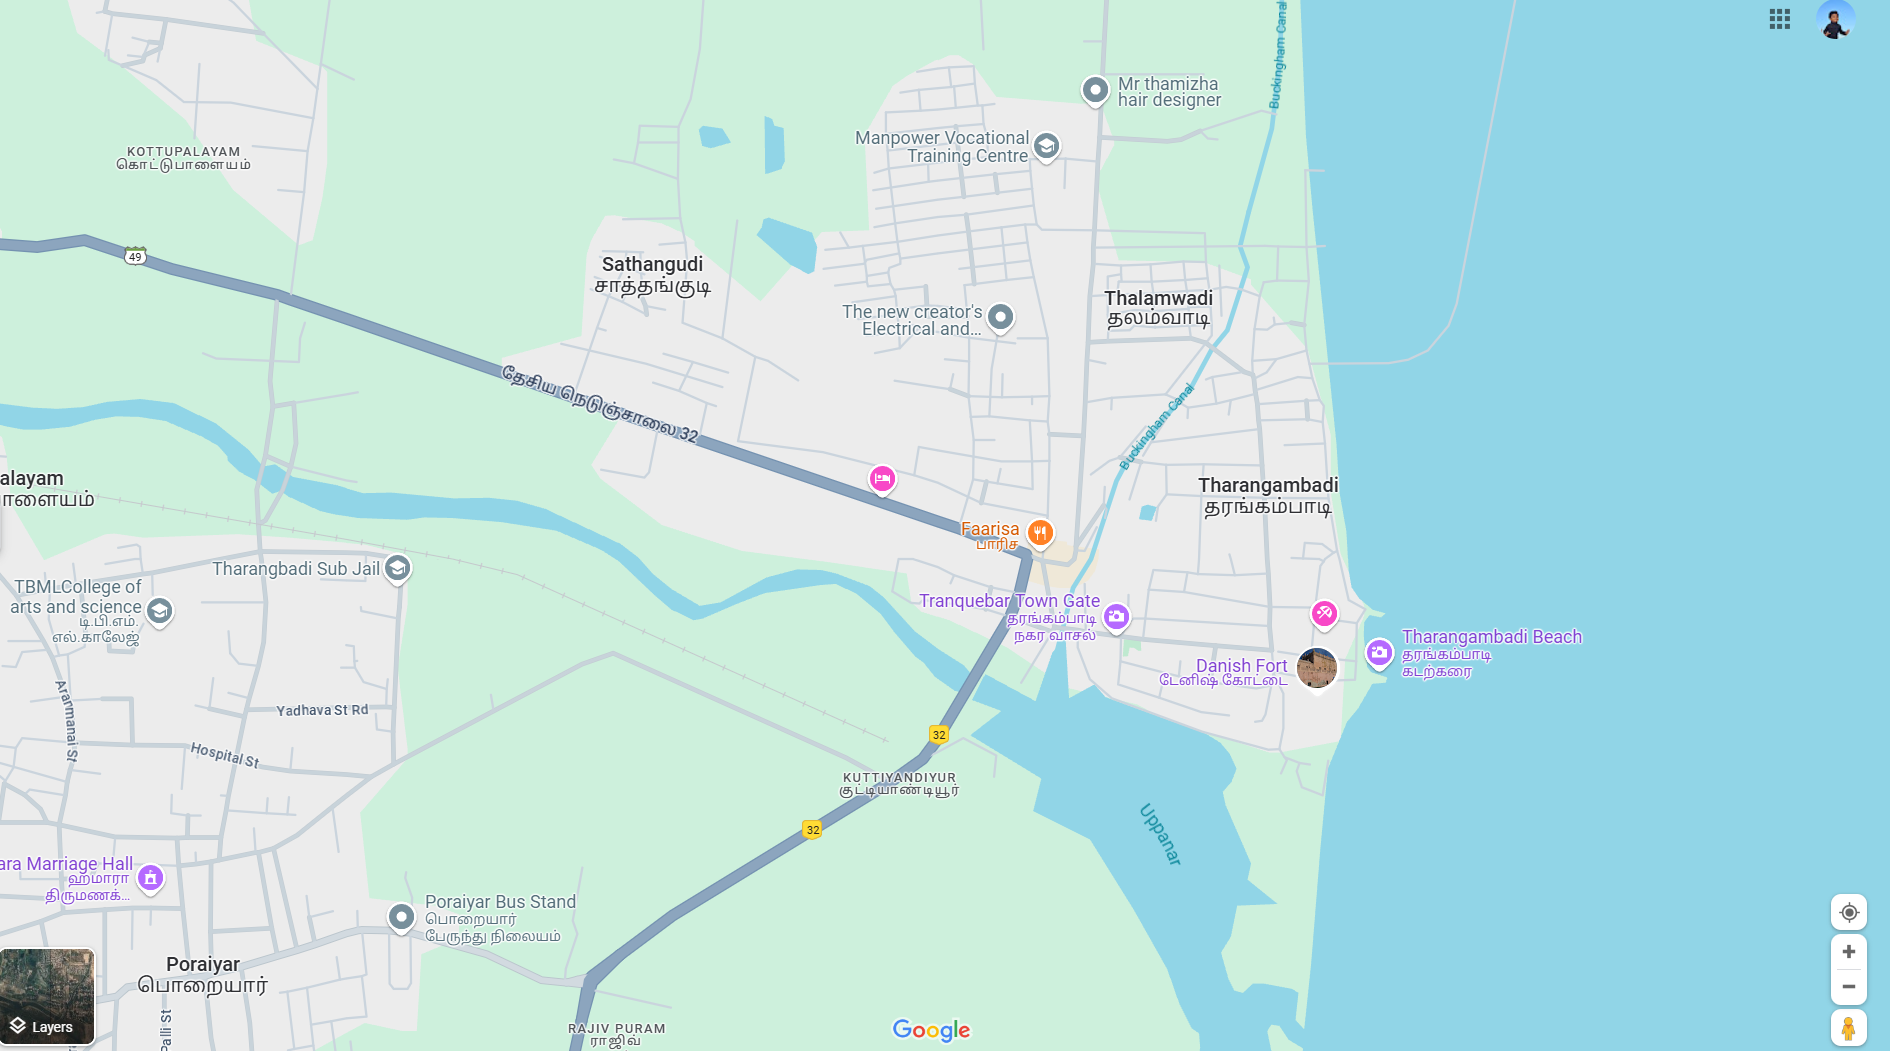 Buckingham Canal
Mr thamizha
hair designer
Manpower Vocational
Training Centre
KOTTUPALAYAM
கொட்டுபாளையம்
49
Sathangudi
சாத்தங்குடி
Thalamwadi
தலம்வாடி
The new creator's
Electrical and...
தேசிய நெடுஞ்சாலை 32
Buckingham Canal
alayam
ாளையம்
Tharangambadi
தரங்கம்பாடி
Faarisa
பாரிச
Tharangbadi Sub Jail
TBMLCollege of
arts and science
டி.பி.எம்.
எல்.காலேஜ்
Tranquebar Town Gate
தரங்கம்பாடி
நகர வாசல்
Tharangambadi Beach
தரங்கம்பாடி
கடற்கரை
Danish Fort
டேனிஷ் கோட்டை
Aranmanai St
Yadhava St Rd
Hospital St
32
KUTTIYANDIYUR
குட்டியாண்டியூர்
32
Uppanar
ara Marriage Hall
ஹமாரா
திருமணக்...
Poraiyar Bus Stand
பொறையார்
பேருந்து நிலையம்
Poraiyar
பொறையார்
Palli St
Layers
RAJIV PURAM
ராஜிவ்
Google